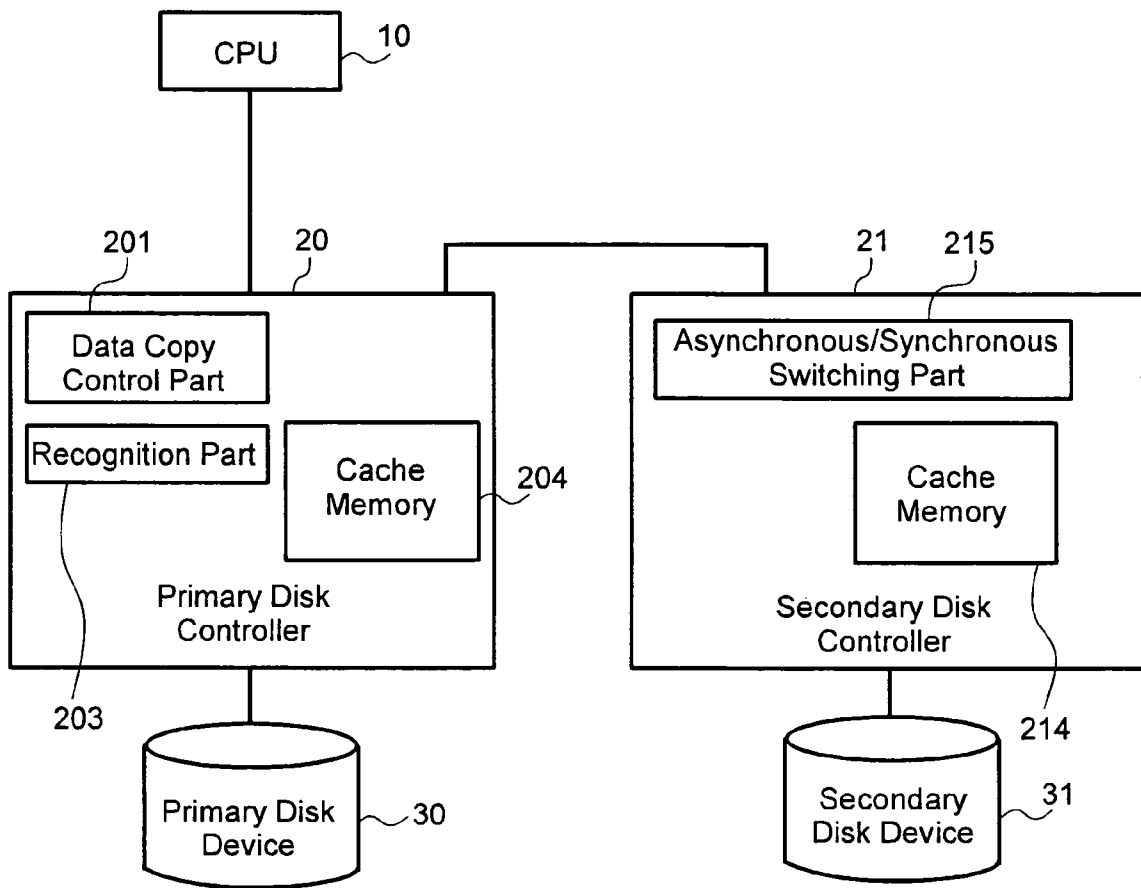 CPU
10
201
20
21
215
Data Copy
Control Part
Asynchronous/Synchronous
Switching Part
Recognition Part
Cache
Memory
204
Cache
Memory
Primary Disk
Controller
Secondary Disk
Controller
203
214
Primary Disk
Device
30
Secondary
Disk Device
31